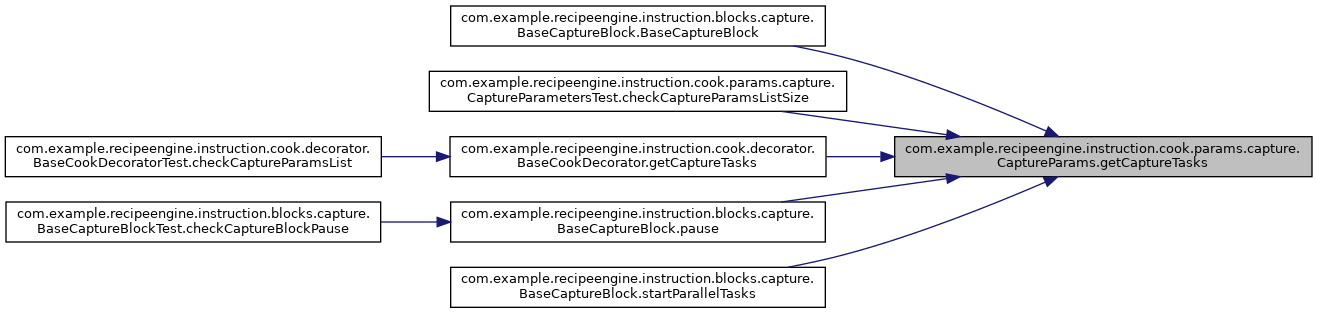 com.example.recipeengine.instruction.blocks.capture.
BaseCaptureBlock.BaseCaptureBlock
com.example.recipeengine.instruction.cook.params.capture.
CaptureParametersTest.checkCaptureParamsListSize
com.example.recipeengine.instruction.cook.decorator.
BaseCookDecoratorTest.checkCaptureParamsList
com.example.recipeengine.instruction.cook.decorator.
BaseCookDecorator.getCaptureTasks
com.example.recipeengine.instruction.cook.params.capture.
CaptureParams.getCaptureTasks
com.example.recipeengine.instruction.blocks.capture.
BaseCaptureBlockTest.checkCaptureBlockPause
com.example.recipeengine.instruction.blocks.capture.
BaseCaptureBlock.pause
com.example.recipeengine.instruction.blocks.capture.
BaseCaptureBlock.startParallelTasks